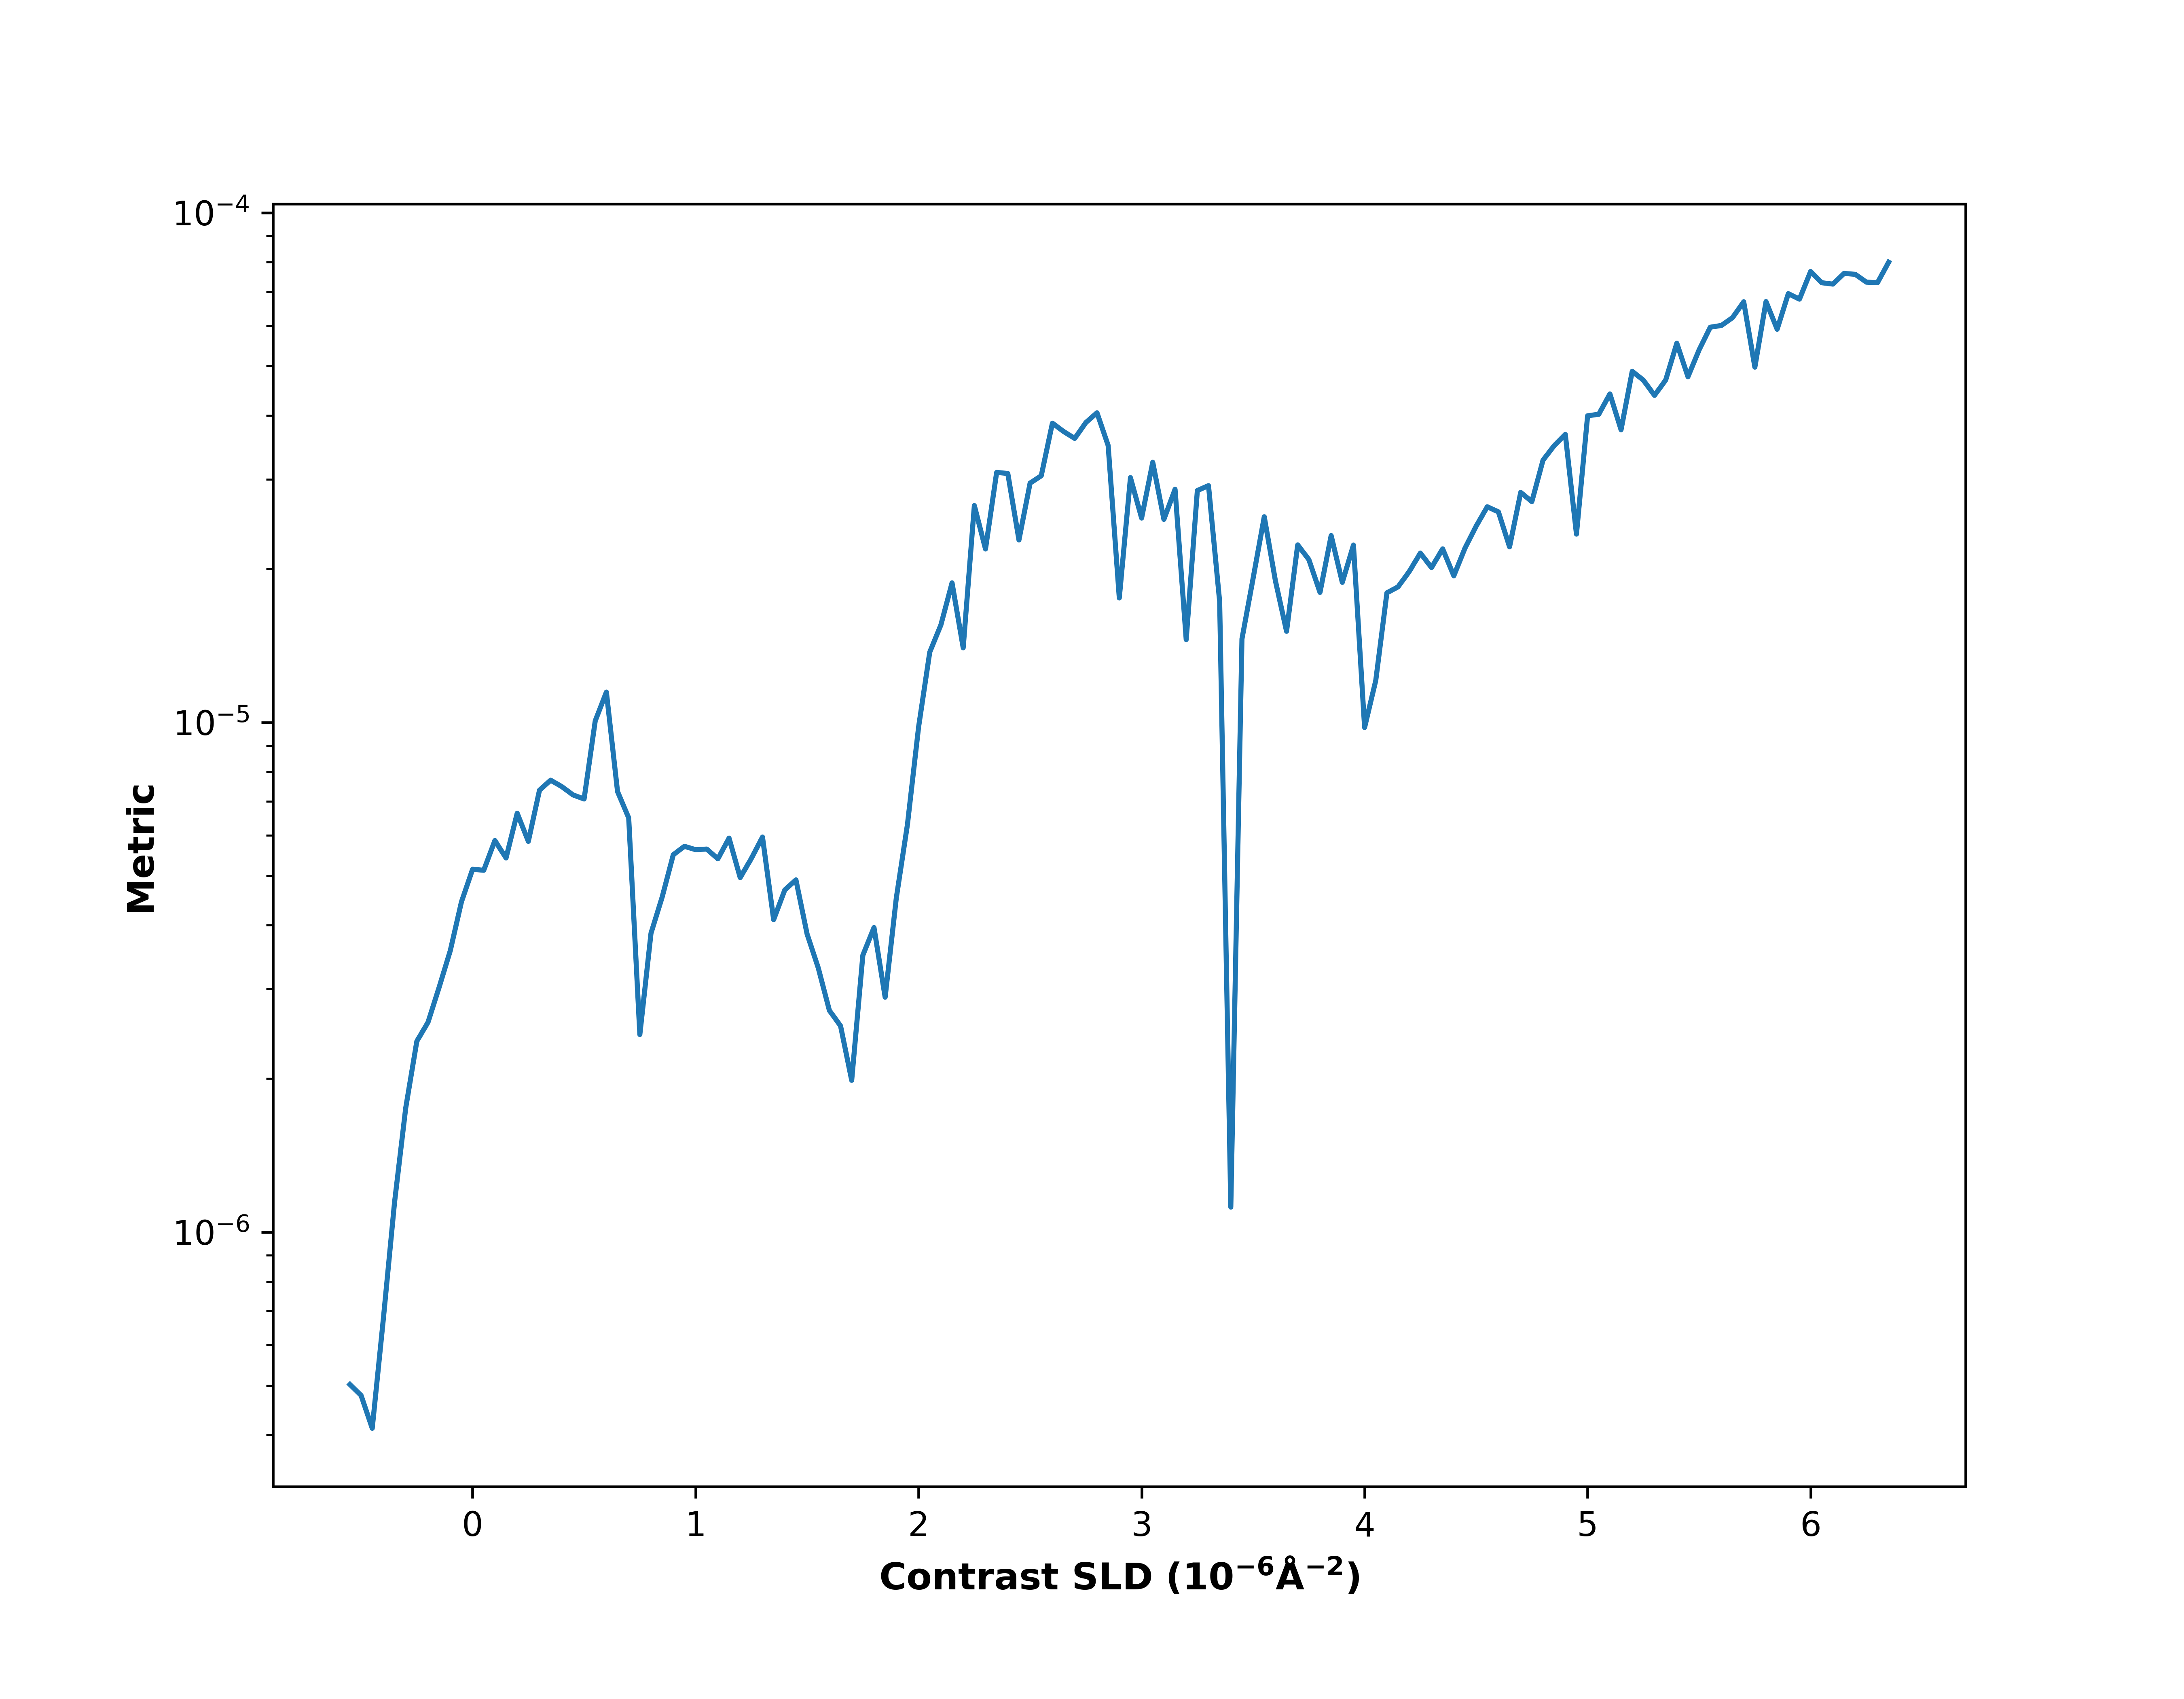 10⁻⁴
10⁻⁵
10⁻⁶
Metric
0 1 2 3 4 5 6
Contrast SLD (10⁻⁶Å⁻²)